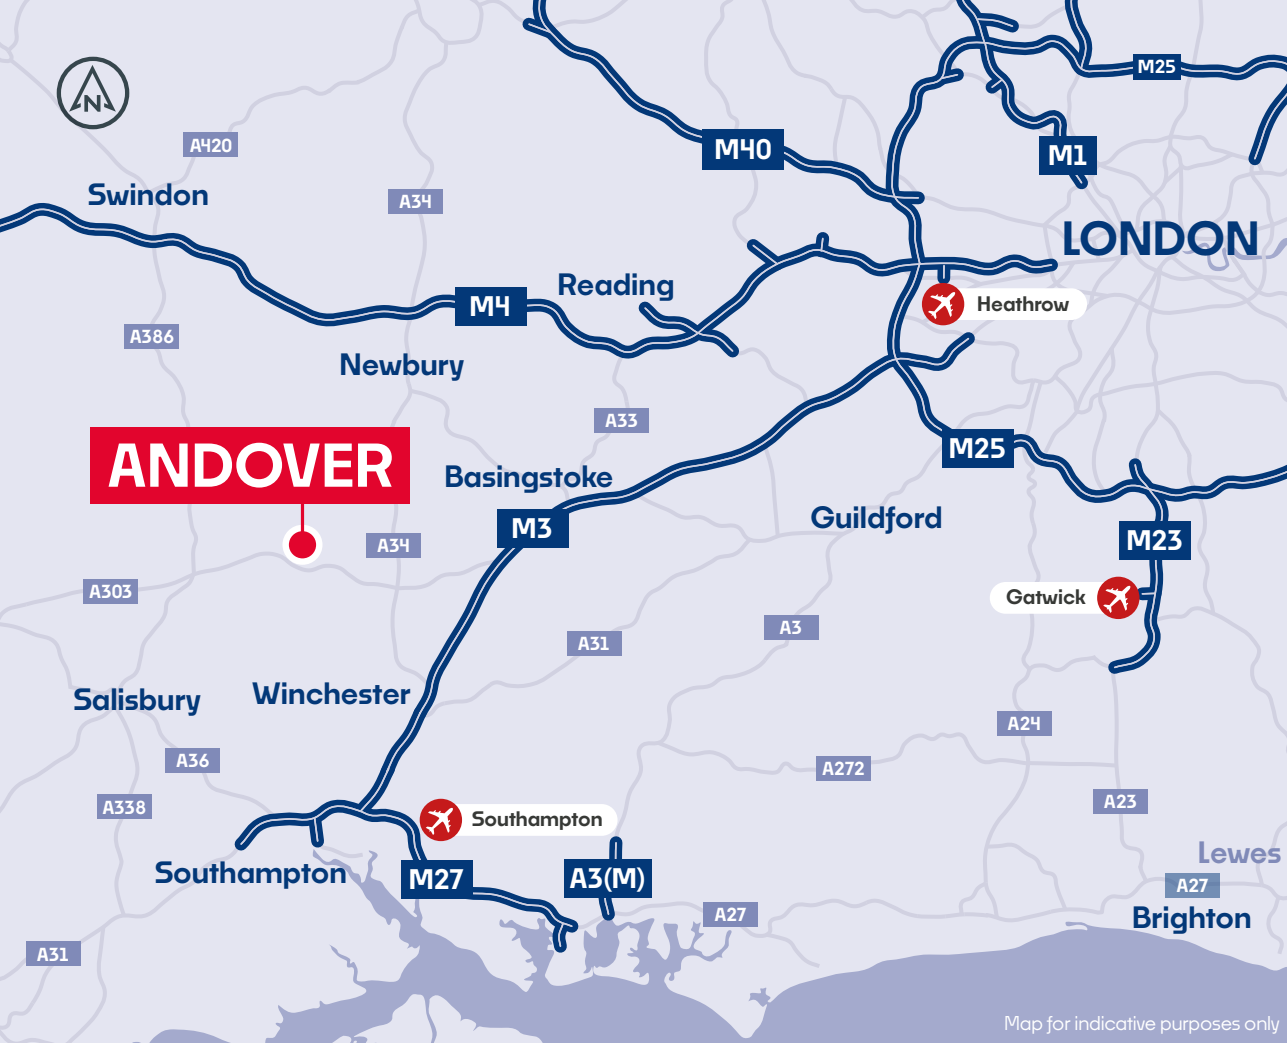 M25
N
A420
M40
M1
Swindon
A34
LONDON
Reading
M4
Heathrow
A386
Newbury
A33
ANDOVER
M25
Basingstoke
Guildford
M3
M23
A34
A303
Gatwick
A3
A31
Winchester
Salisbury
A24
A36
A272
A338
A23
Southampton
Lewes
Southampton
M27
A3(M)
A27
A27
Brighton
A31
Map for indicative purposes only